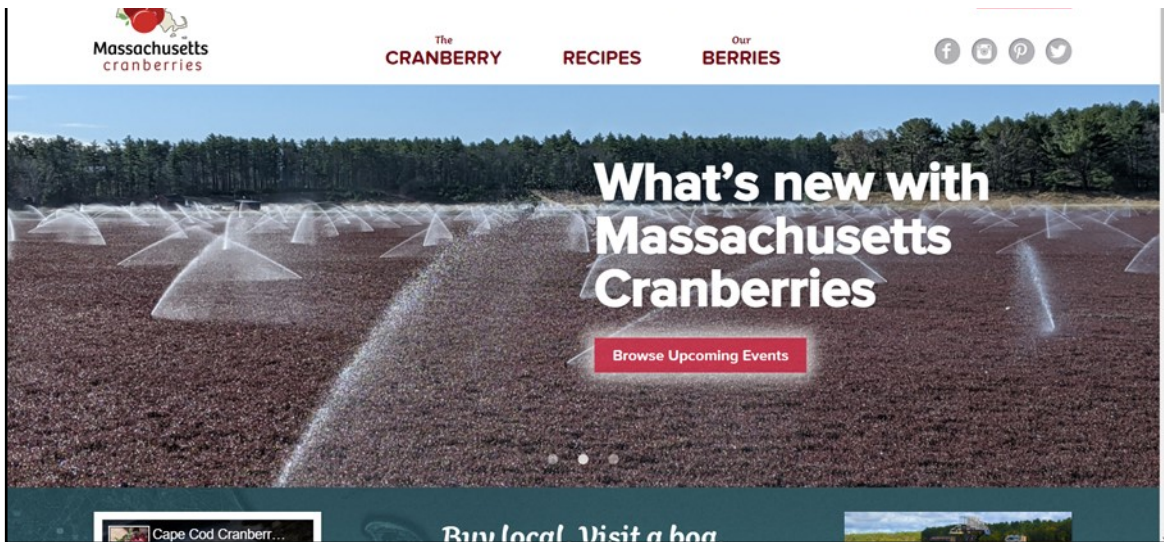 Massachusetts
cranberries
The
CRANBERRY
RECIPES
Our
BERRIES
What's new with
Massachusetts
Cranberries
Browse Upcoming Events
Cape Cod Cranberr...
Buy local. Visit a bog